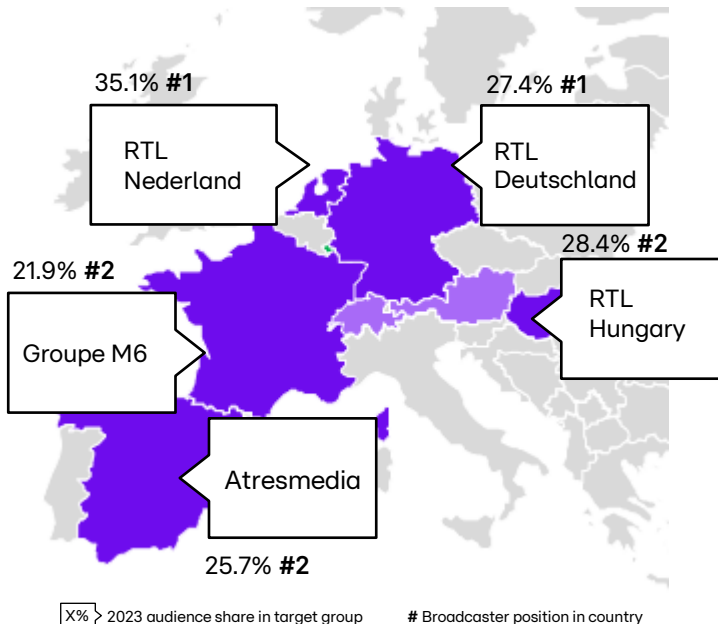 35.1% #1
RTL
Nederland
27.4% #1
RTL
Deutschland
28.4% #2
RTL
Hungary
21.9% #2
Groupe M6
Atresmedia
25.7% #2
X% 2023 audience share in target group
# Broadcaster position in country